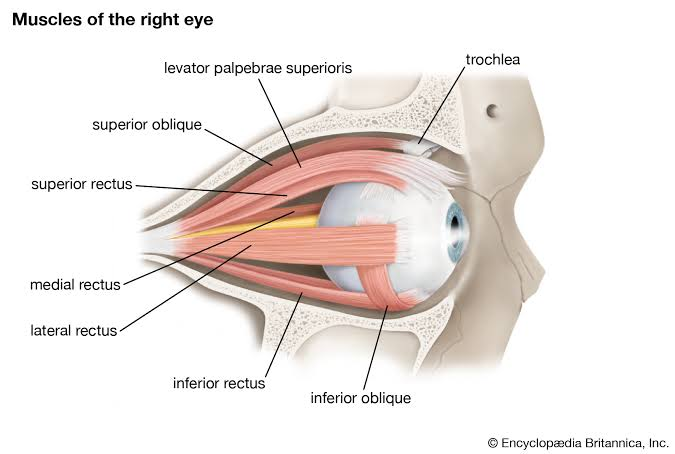 Muscles of the right eye
trochlea
levator palpebrae superioris
superior oblique
superior rectus
medial rectus
lateral rectus
inferior rectus
inferior oblique
© Encyclopædia Britannica, Inc.